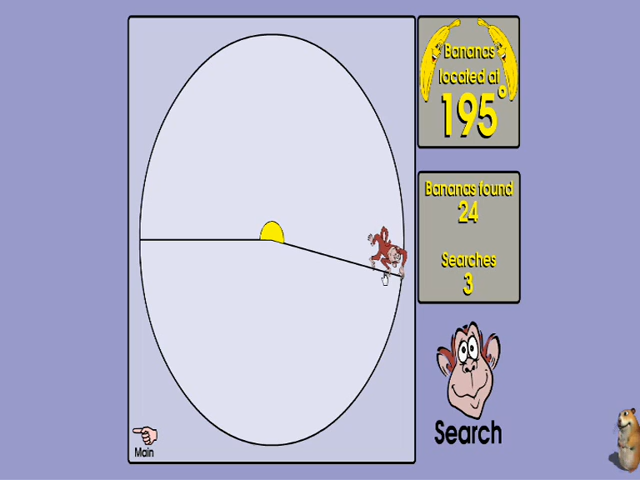 Bananas
located at
195°
Bananas found
24
Searches
3
Search
Main